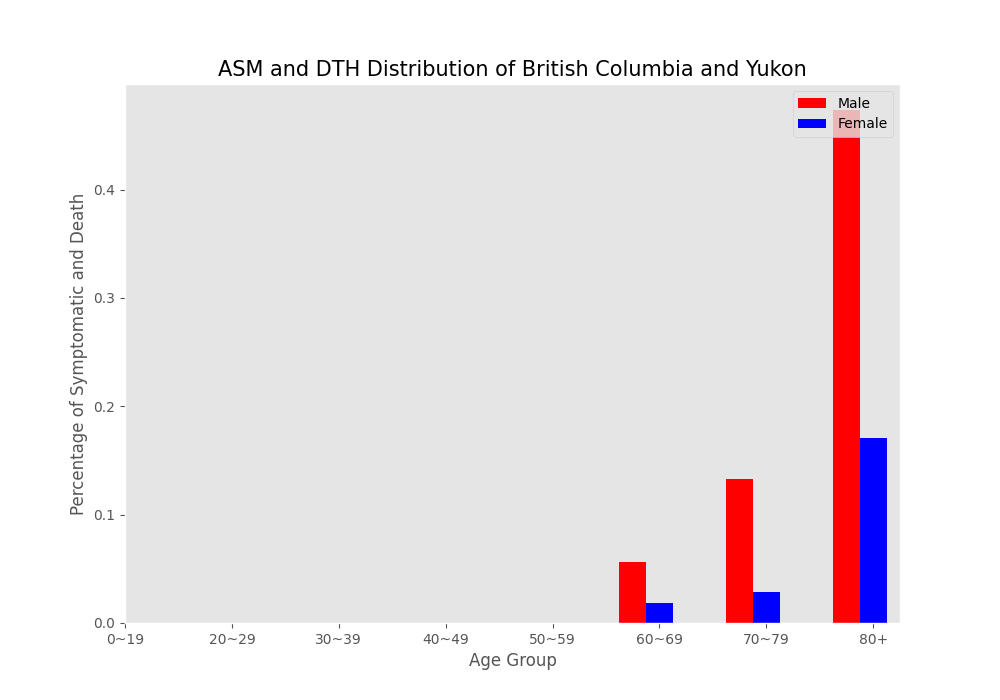 ASM and DTH Distribution of British Columbia and Yukon
Male
Female
Percentage of Symptomatic and Death
0.4
0.3
0.2
0.1
0.0
0~19 20~29 30~39 40~49 50~59 60~69 70~79 80+
Age Group